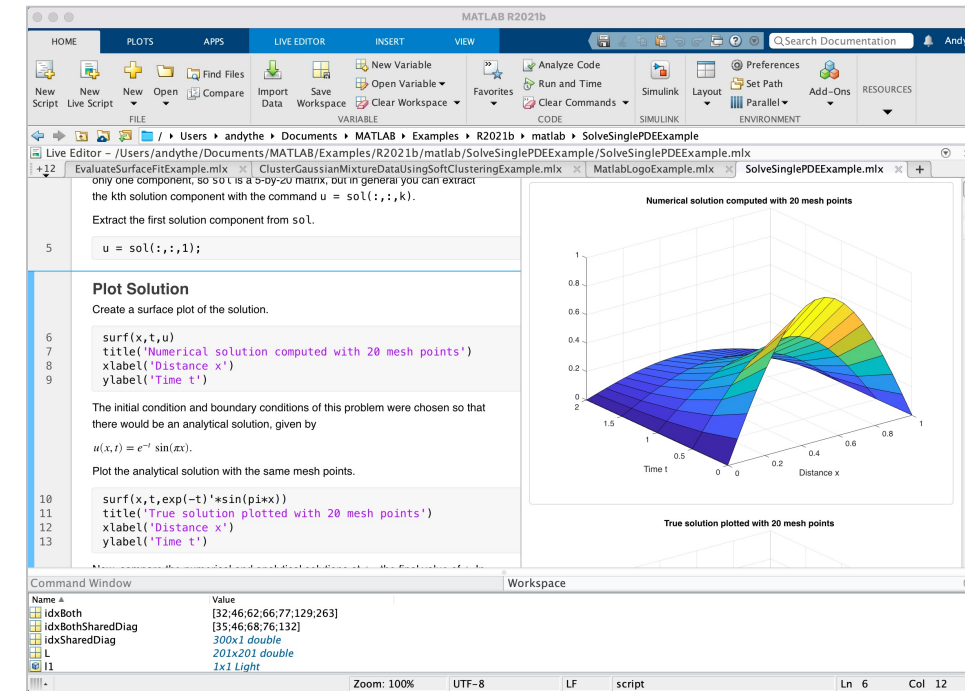 MATLAB R2021b
HOME PLOTS APPS LIVE EDITOR INSERT VIEW Search Documentation Andy
New Script
New Live Script
New
Open
Find Files
Compare
Import Data
Save Workspace
New Variable
Open Variable
Clear Workspace
Favorites
Analyze Code
Run and Time
Clear Commands
Simulink
Layout
Preferences
Set Path
Parallel
Add-Ons
RESOURCES
FILE VARIABLE CODE SIMULINK ENVIRONMENT
/ Users andythe Documents MATLAB Examples R2021b matlab SolveSinglePDEExample
Live Editor - /Users/andythe/Documents/MATLAB/Examples/R2021b/matlab/SolveSinglePDEExample/SolveSinglePDEExample.mlx
+12 EvaluateSurfaceFitExample.mlx ClusterGaussianMixtureDataUsingSoftClusteringExample.mlx MatlabLogoExample.mlx SolveSinglePDEExample.mlx +
only one component, so sol is a 5-by-20 matrix, but in general you can extract
the kth solution component with the command u = sol(:,:,k).
Extract the first solution component from sol.
5 u = sol(:,:,1);
Plot Solution
Create a surface plot of the solution.
6 surf(x,t,u)
7 title('Numerical solution computed with 20 mesh points')
8 xlabel('Distance x')
9 ylabel('Time t')
The initial condition and boundary conditions of this problem were chosen so that
there would be an analytical solution, given by
u(x, t) = e⁻ᵗ sin(πx).
Plot the analytical solution with the same mesh points.
10 surf(x,t,exp(-t)'*sin(pi*x))
11 title('True solution plotted with 20 mesh points')
12 xlabel('Distance x')
13 ylabel('Time t')
Numerical solution computed with 20 mesh points
1
0.8
0.6
0.4
0.2
0
2
1.5
1
0.5
0
0
0.2
0.4
0.6
0.8
1
Time t
Distance x
True solution plotted with 20 mesh points
Command Window Workspace
Name Value
idxBoth [32;46;62;66;77;129;263]
idxBothSharedDiag [35;46;68;76;132]
idxSharedDiag 300x1 double
L 201x201 double
l1 1x1 Light
Zoom: 100% UTF-8 LF script Ln 6 Col 12